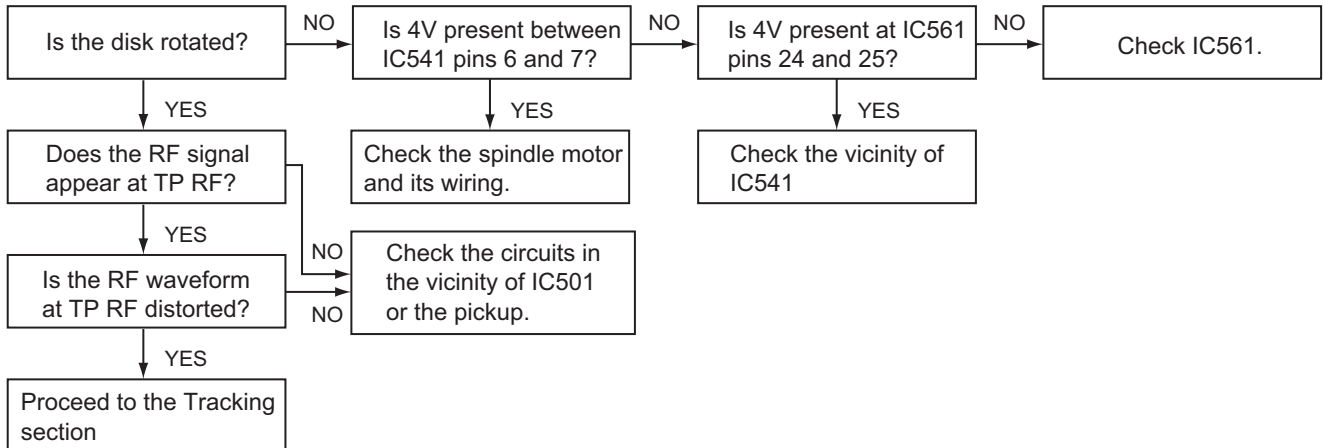 Is the disk rotated?
NO
Is 4V present between
IC541 pins 6 and 7?
NO
Is 4V present at IC561
pins 24 and 25?
NO
Check IC561.
YES
YES
YES
Does the RF signal
appear at TP RF?
Check the spindle motor
and its wiring.
Check the vicinity of
IC541
YES
NO
Is the RF waveform
at TP RF distorted?
NO
Check the circuits in
the vicinity of IC501
or the pickup.
YES
Proceed to the Tracking
section